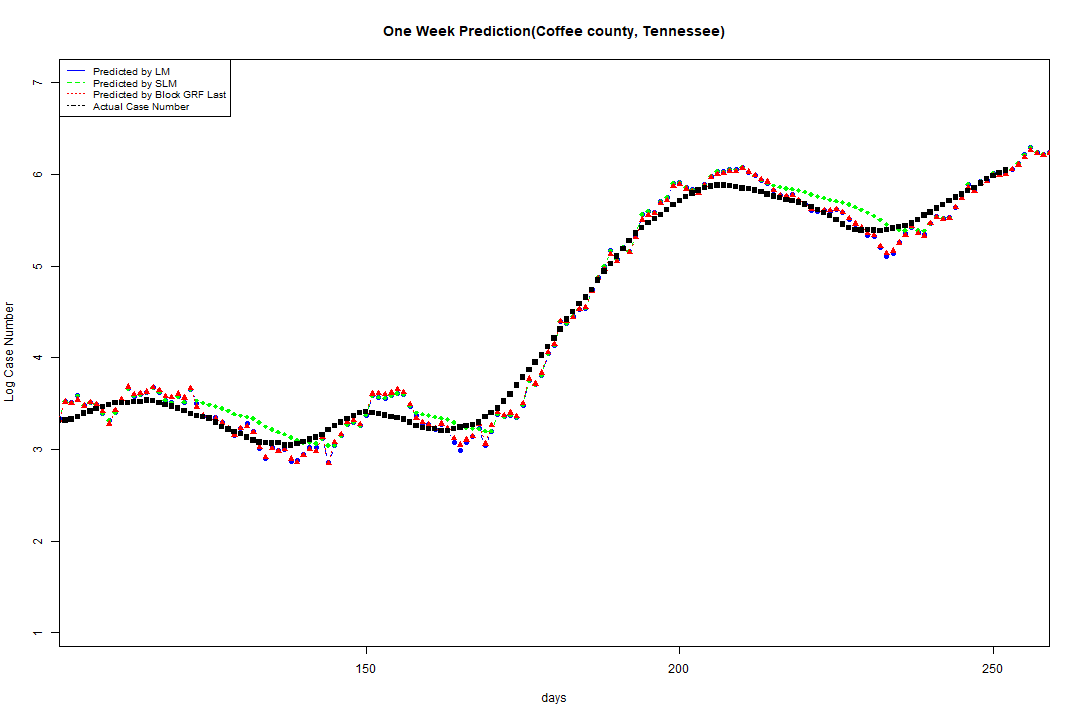 One Week Prediction(Coffee county, Tennessee)
Predicted by LM
Predicted by SLM
Predicted by Block GRF Last
Actual Case Number
7
6
5
4
3
2
1
Log Case Number
150 200 250
days